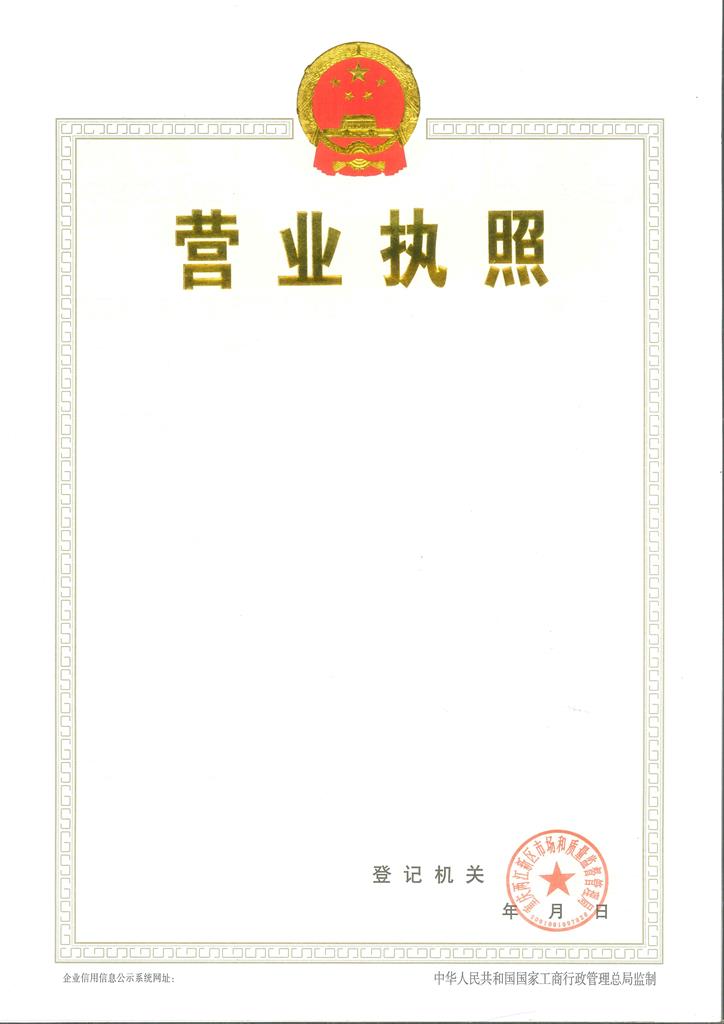 营业执照
登记机关
重庆两江新区市场和质量监督管理局
年 月 日
企业信用信息公示系统网址:
中华人民共和国国家工商行政管理总局监制